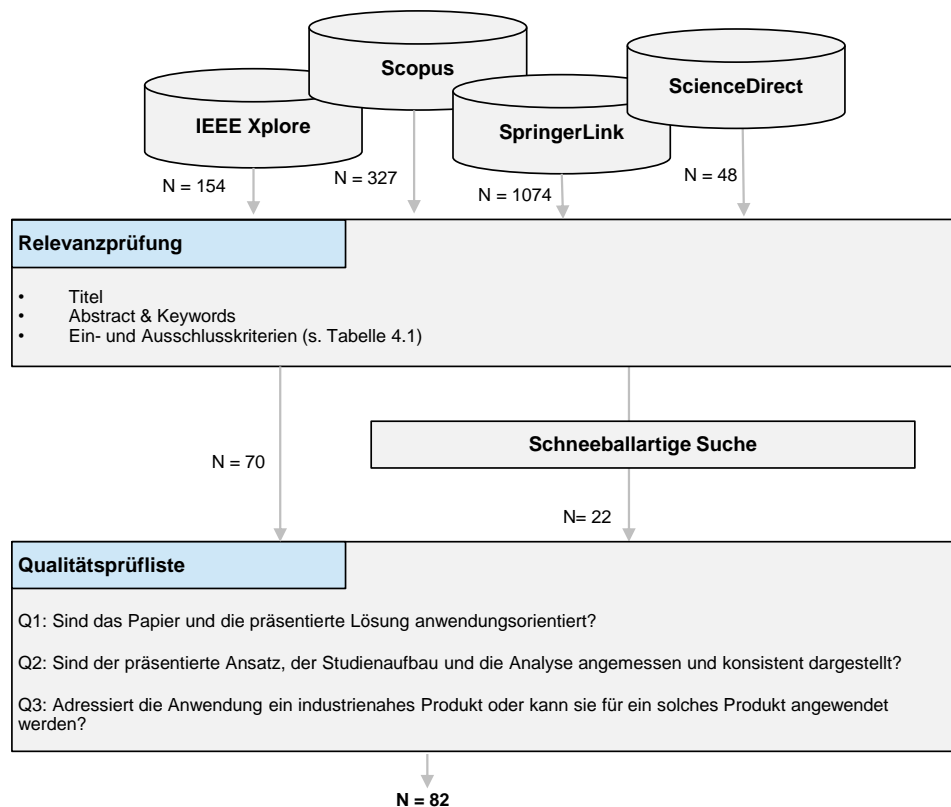 Scopus
ScienceDirect
IEEE Xplore
SpringerLink
N = 154
N = 327
N = 1074
N = 48
Relevanzprüfung
• Titel
• Abstract & Keywords
• Ein- und Ausschlusskriterien (s. Tabelle 4.1)
Schneeballartige Suche
N = 70
N= 22
Qualitätsprüfliste
Q1: Sind das Papier und die präsentierte Lösung anwendungsorientiert?
Q2: Sind der präsentierte Ansatz, der Studienaufbau und die Analyse angemessen und konsistent dargestellt?
Q3: Adressiert die Anwendung ein industrienahes Produkt oder kann sie für ein solches Produkt angewendet
werden?
N = 82